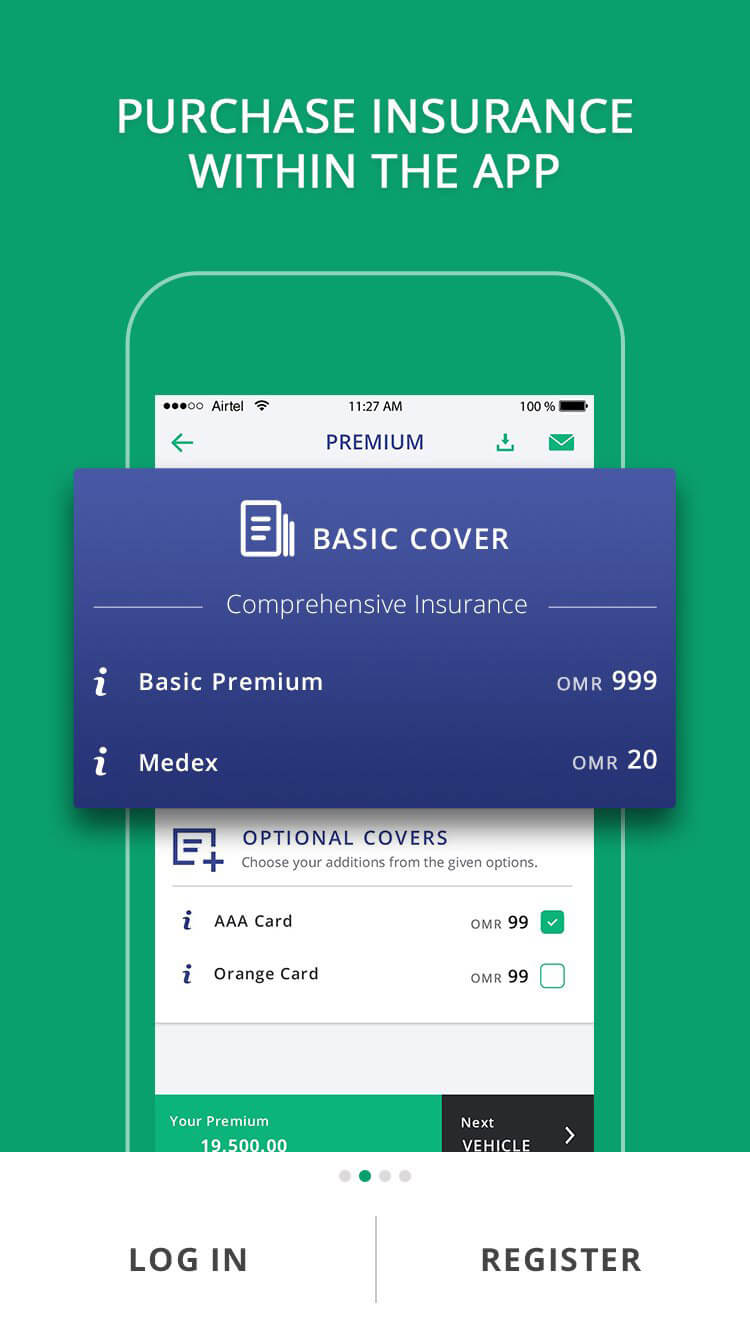 PURCHASE INSURANCE
WITHIN THE APP
Airtel 11:27 AM 100 %
PREMIUM
BASIC COVER
Comprehensive Insurance
i Basic Premium OMR 999
i Medex OMR 20
OPTIONAL COVERS
Choose your additions from the given options.
i AAA Card OMR 99
i Orange Card OMR 99
Your Premium Next
19,500.00 VEHICLE
LOG IN REGISTER